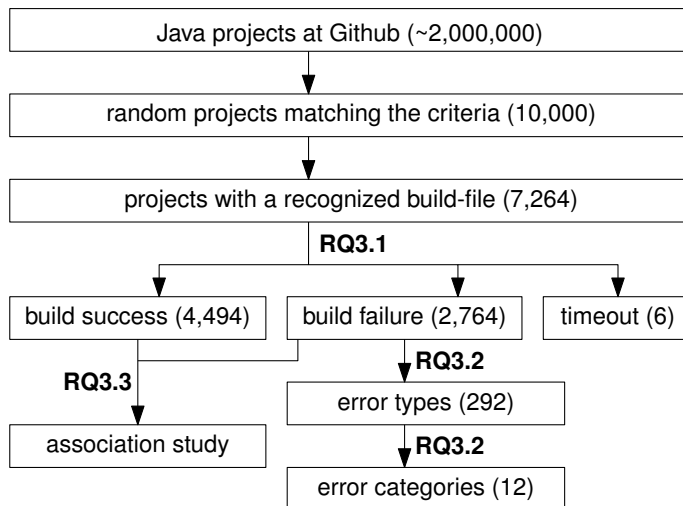 Java projects at Github (~2,000,000)
random projects matching the criteria (10,000)
projects with a recognized build-file (7,264)
RQ3.1
build success (4,494)
build failure (2,764)
timeout (6)
RQ3.3
RQ3.2
error types (292)
association study
RQ3.2
error categories (12)